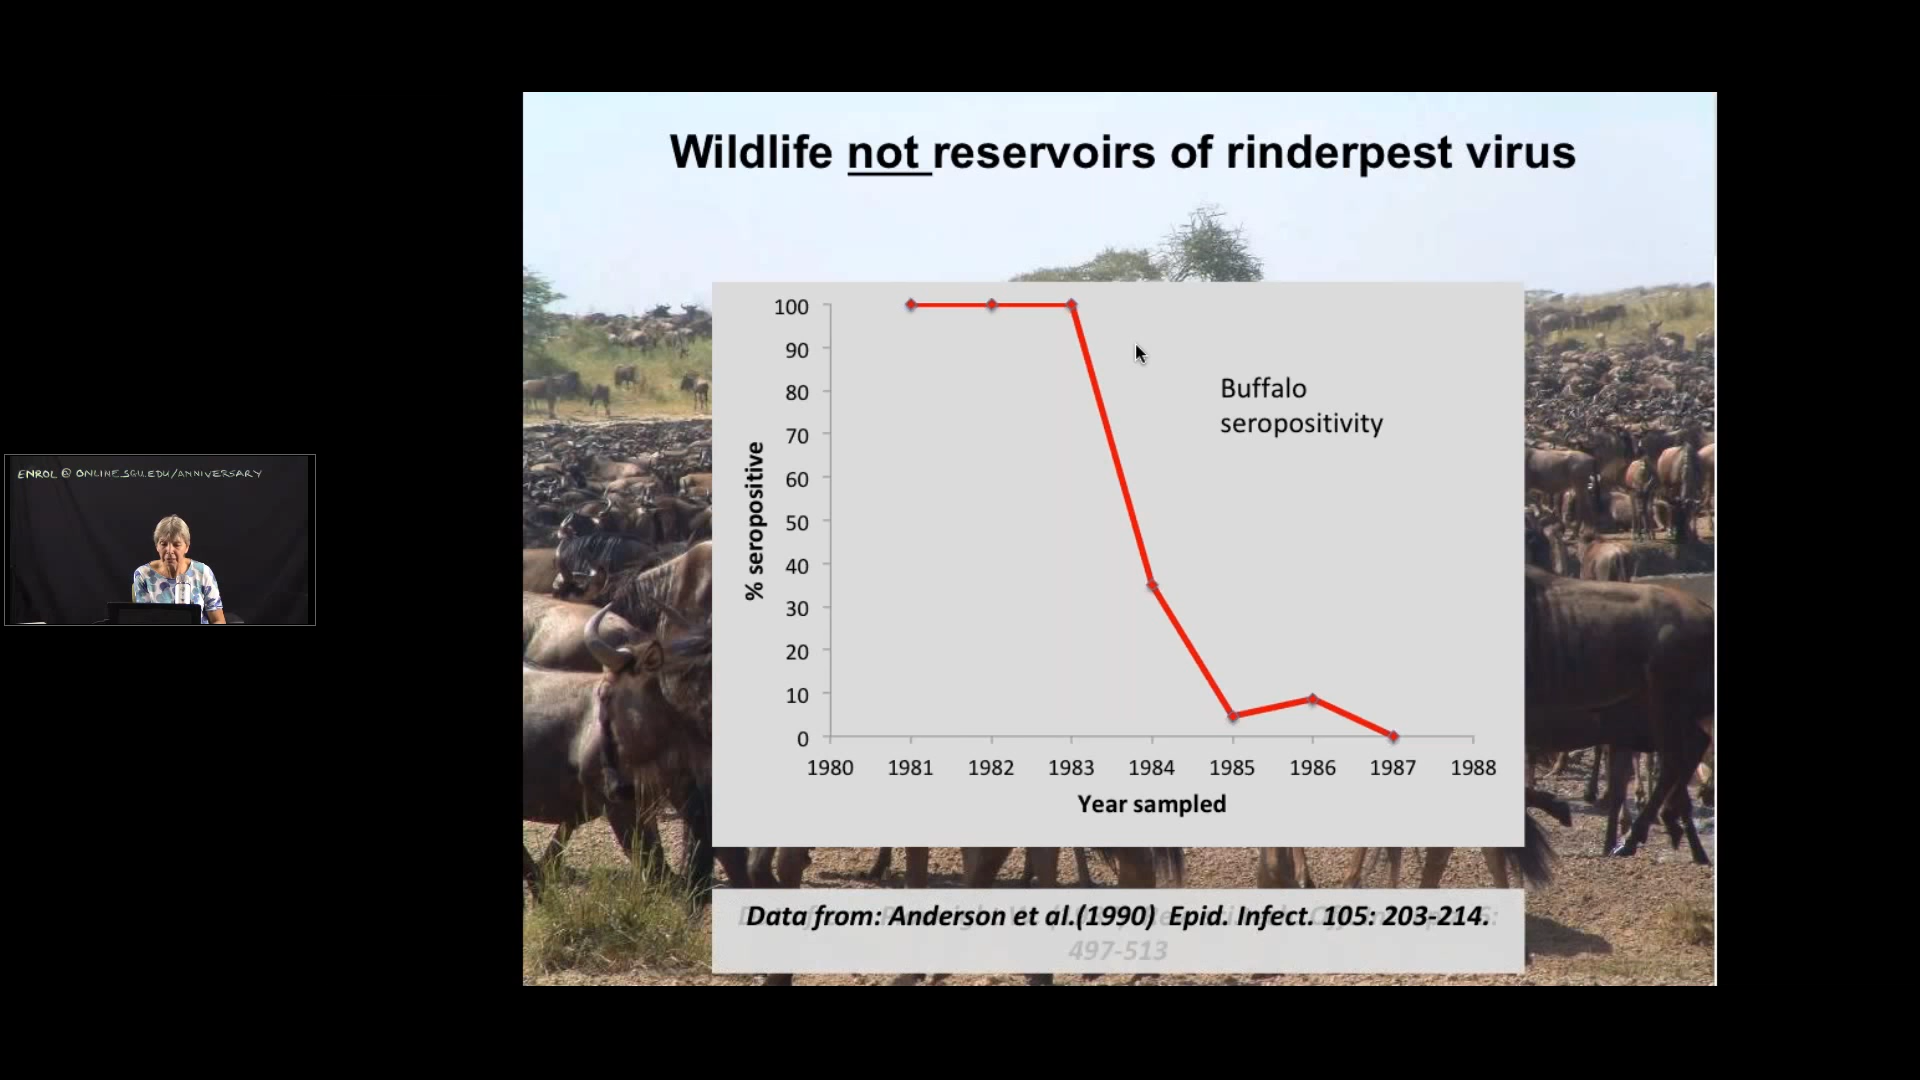 Wildlife not reservoirs of rinderpest virus
100
90
80
70
60
50
40
30
20
10
0
% seropositive
Buffalo
seropositivity
1980 1981 1982 1983 1984 1985 1986 1987 1988
Year sampled
Data from: Anderson et al.(1990) Epid. Infect. 105: 203-214.
497-513
ENROL @ ONLINE.SGU.EDU/ANNIVERSARY